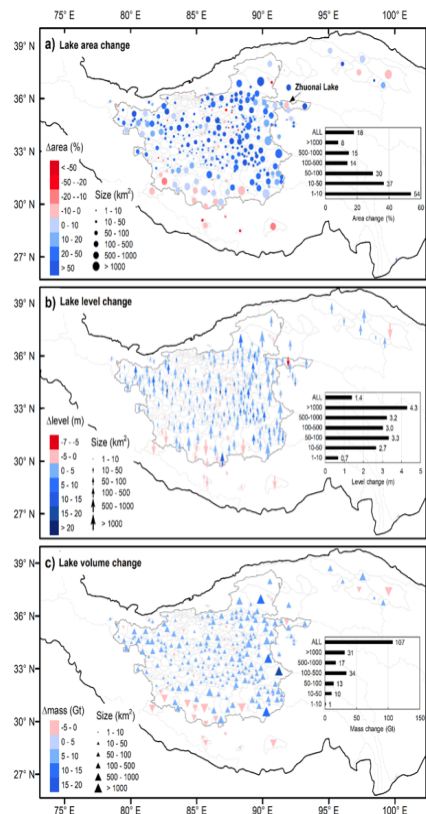 75° E 80° E 85° E 90° E 95° E 100° E
39° N
a) Lake area change
Zhuonai Lake
36° N
Δarea (%)
< -50
-50 - -20
-20 - -10
-10 - 0
0 - 10
10 - 20
20 - 50
> 50
Size (km²)
1 - 10
10 - 50
50 - 100
100 - 500
500 - 1000
> 1000
33° N
30° N
27° N
ALL 18
>1000 8
500-1000 15
100-500 14
50-100 30
10-50 37
1-10 54
0 20 40 60
Area change (%)
39° N
b) Lake level change
36° N
33° N
30° N
27° N
Δlevel (m)
-7 - -5
-5 - 0
0 - 5
5 - 10
10 - 15
15 - 20
> 20
Size (km²)
1 - 10
10 - 50
50 - 100
100 - 500
500 - 1000
> 1000
ALL 1.4
>1000 4.3
500-1000 3.2
100-500 3.0
50-100 3.3
10-50 2.7
1-10 0.7
0 1 2 3 4 5
Level change (m)
39° N
c) Lake volume change
36° N
33° N
30° N
27° N
Δmass (Gt)
-5 - 0
0 - 5
5 - 10
10 - 15
15 - 20
Size (km²)
1 - 10
10 - 50
50 - 100
100 - 500
500 - 1000
> 1000
ALL 107
>1000 31
500-1000 17
100-500 34
50-100 13
10-50 10
1-10 1
0 50 100 150
Mass change (Gt)
75° E 80° E 85° E 90° E 95° E 100° E